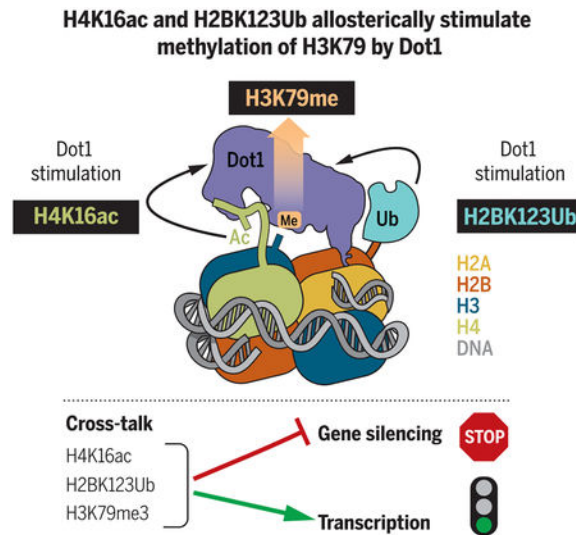 H4K16ac and H2BK123Ub allosterically stimulate
methylation of H3K79 by Dot1
H3K79me
Dot1
stimulation
H4K16ac
Dot1
Me
Ac
Ub
Dot1
stimulation
H2BK123Ub
H2A
H2B
H3
H4
DNA
Cross-talk
H4K16ac
H2BK123Ub
H3K79me3
Gene silencing
STOP
Transcription